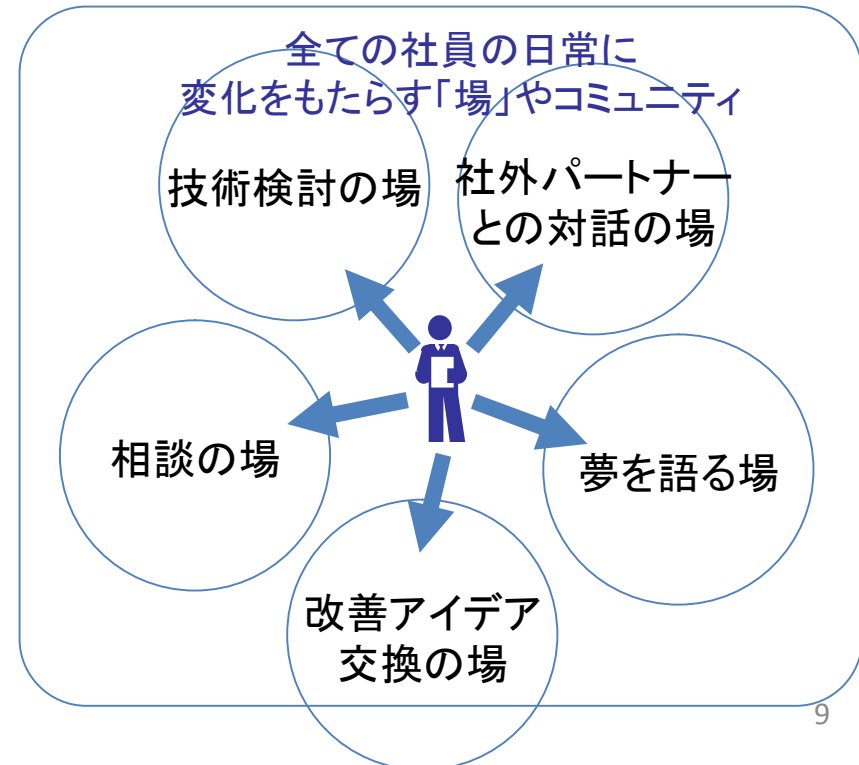 全ての社員の日常に
変化をもたらす「場」やコミュニティ
技術検討の場
社外パートナー
との対話の場
相談の場
夢を語る場
改善アイデア
交換の場
9